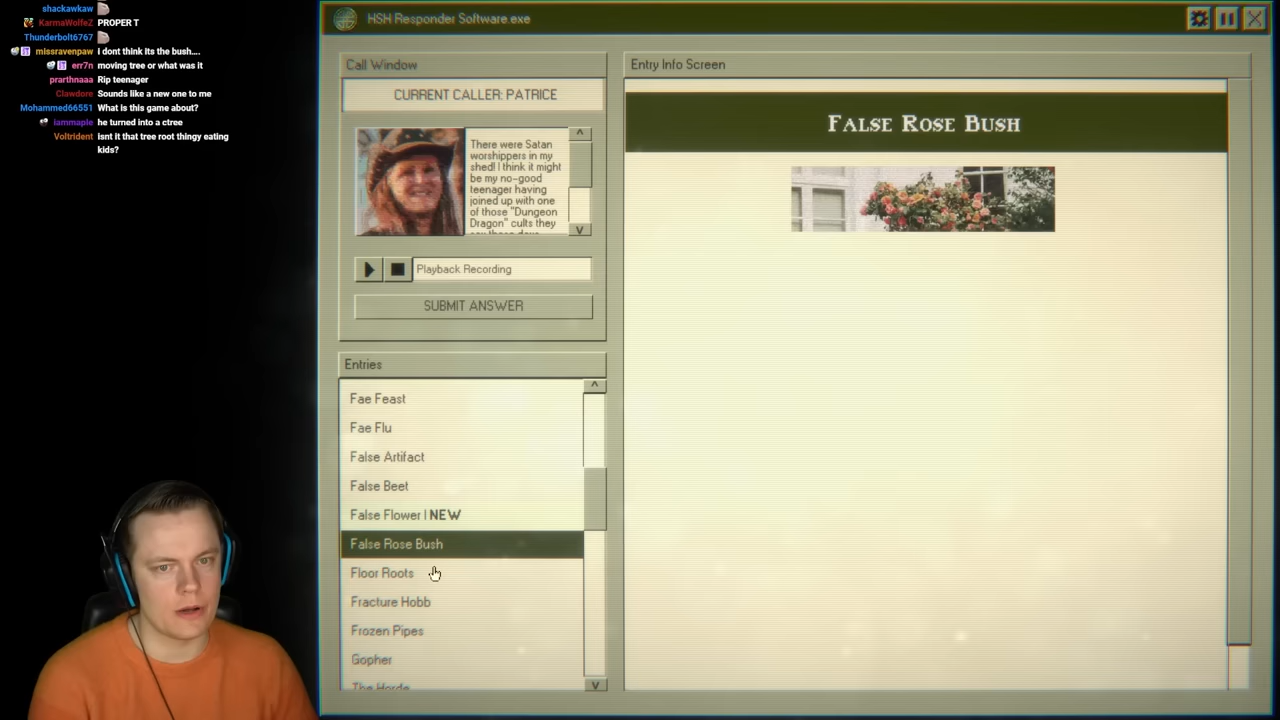 shackawkaw
KarmaWolfeZ PROPER T
Thunderbolt6767
missravenpaw I dont think its the bush....
err7n moving tree or what was it
prarthnaaa Rip teenager
Clawdore Sounds like a new one to me
Mohammed66551 What is this game about?
iammaple he turned into a ctree
Voltrident isnt it that tree root thingy eating
kids?
HSH Responder Software.exe
Call Window
CURRENT CALLER: PATRICE
There were Satan
worshippers in my
shed! I think it might
be my no-good
teenager having
joined up with one
of those "Dungeon
Dragon" cults they
Playback Recording
SUBMIT ANSWER
Entries
Fae Feast
Fae Flu
False Artifact
False Beet
False Flower | NEW
False Rose Bush
Floor Roots
Fracture Hobb
Frozen Pipes
Gopher
The Horde
Entry Info Screen
False Rose Bush